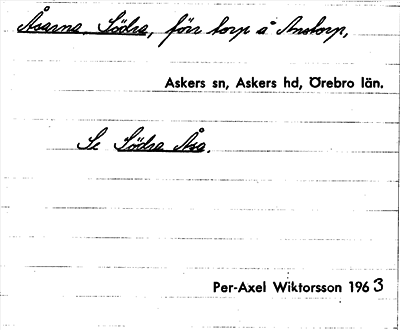 Åsarna, Södra, förr torp å Anstorp,
Askers sn, Askers hd, Örebro län.
Se Södra Åsa.
Per-Axel Wiktorsson 1963